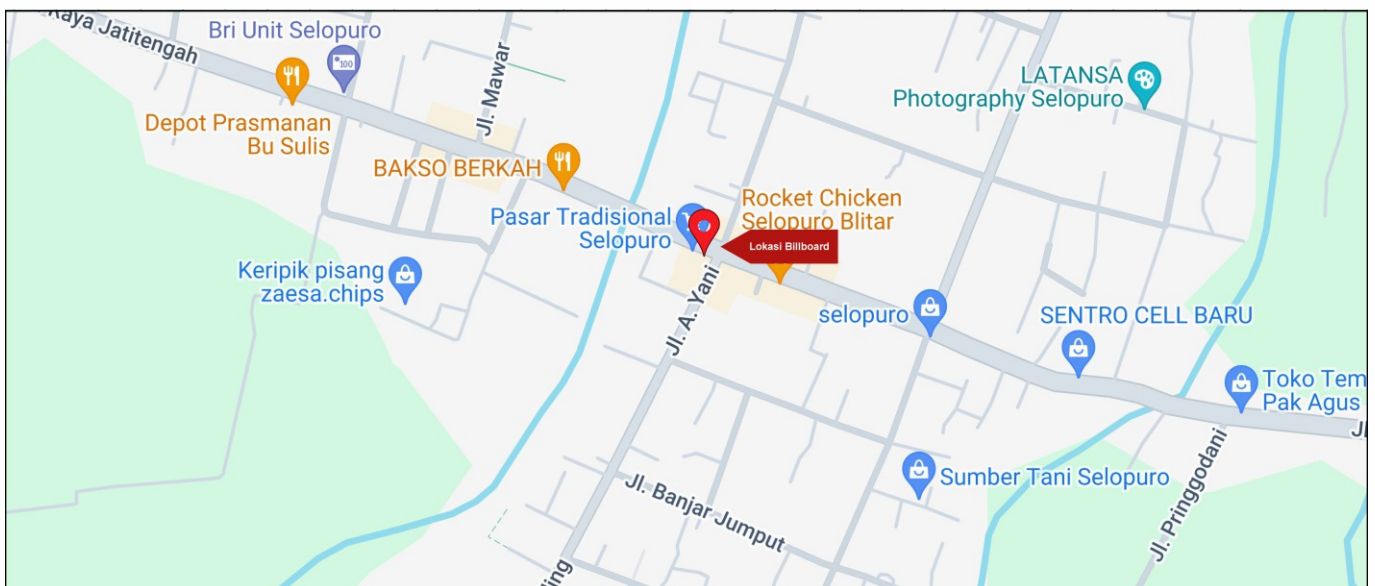 Raya Jatitengah
Bri Unit Selopuro
Depot Prasmanan
Bu Sulis
Jl. Mawar
BAKSO BERKAH
LATANSA
Photography Selopuro
Pasar Tradisional
Selopuro
Rocket Chicken
Selopuro Blitar
Lokasi Billboard
Keripik pisang
zaesa.chips
Jl. A. Yani
selopuro
SENTRO CELL BARU
Toko Tem
Pak Agus
Jl
Sumber Tani Selopuro
Jl. Banjar Jumput
Jl. Pringgodani
ling